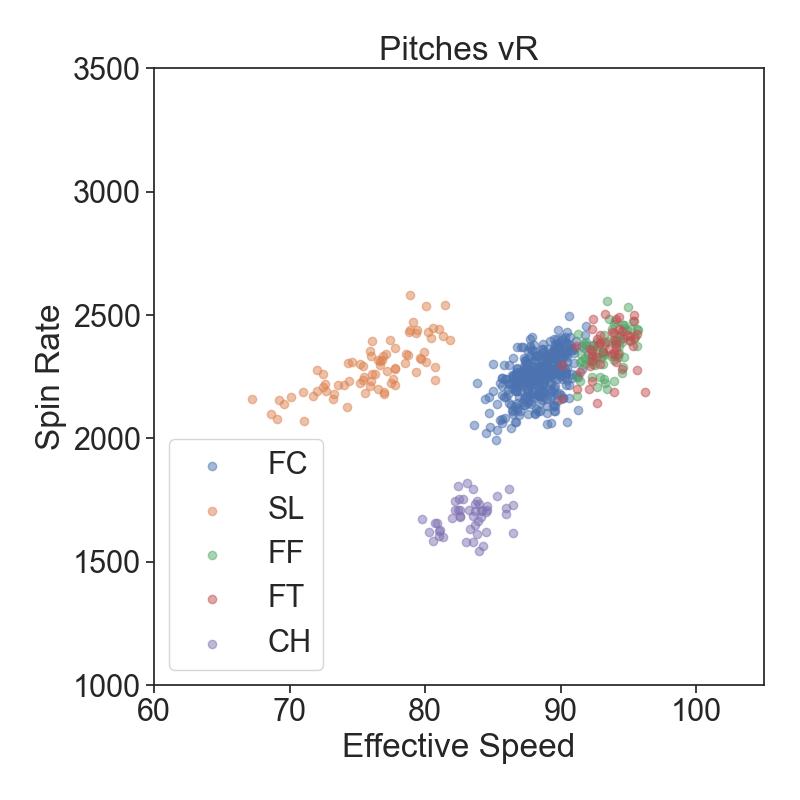 Pitches vR
3500
3000
2500
2000
1500
1000
Spin Rate
FC
SL
FF
FT
CH
60 70 80 90 100
Effective Speed